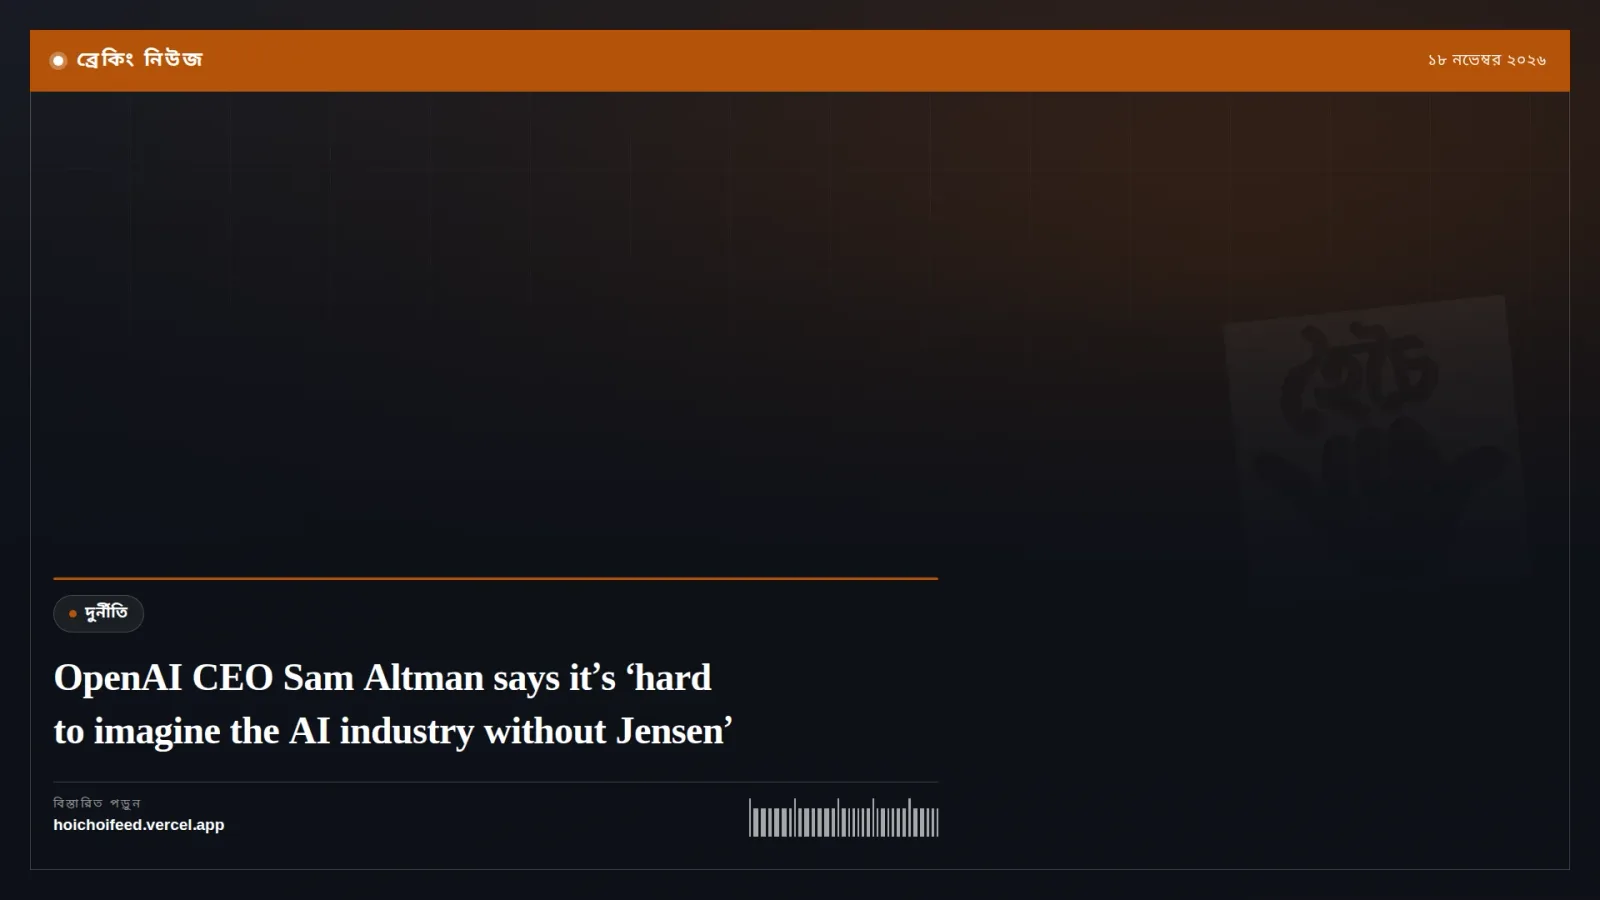 ব্রেকিং নিউজ
১৮ নভেম্বর ২০২৬
হৈচৈ
দুর্নীতি
OpenAI CEO Sam Altman says it’s ‘hard
to imagine the AI industry without Jensen’
বিস্তারিত পড়ুন
hoichoifeed.vercel.app